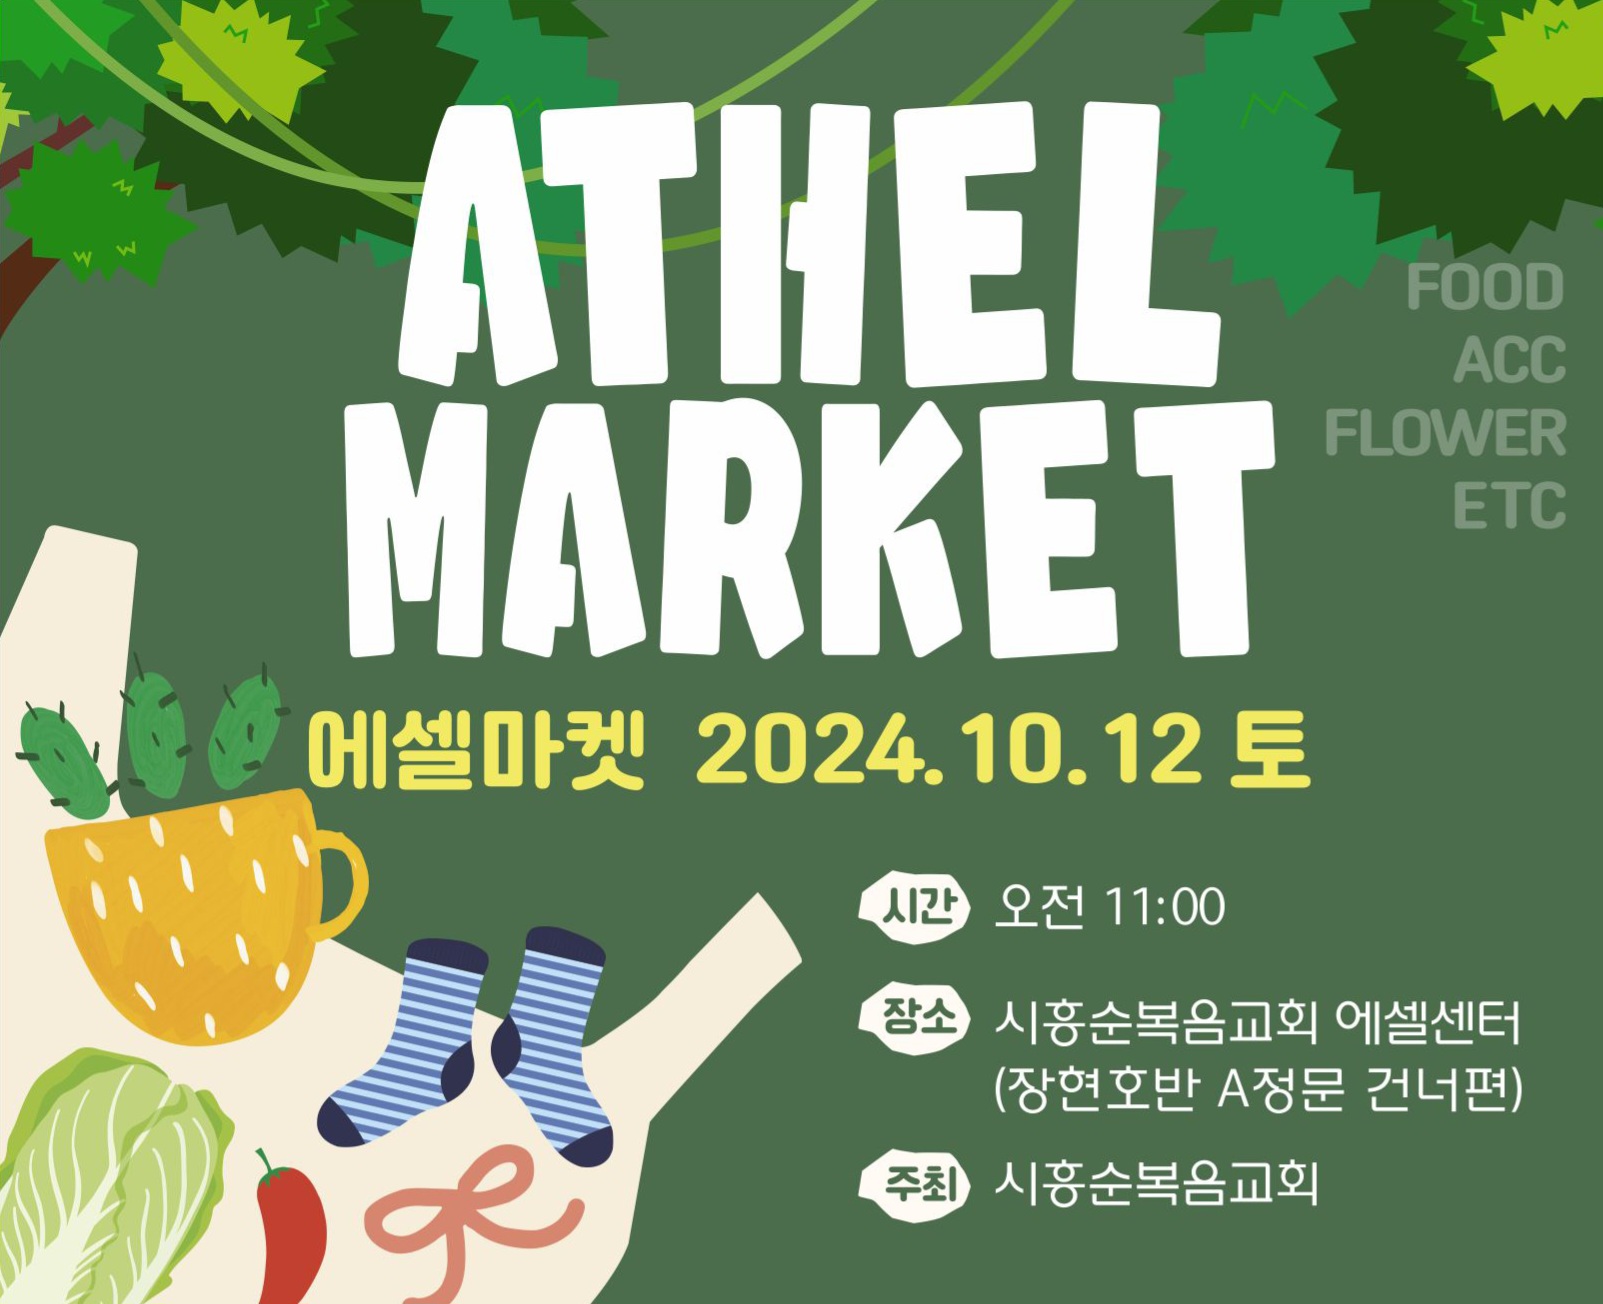 ATHEL
MARKET
FOOD
ACC
FLOWER
ETC
에셀마켓 2024.10.12 토
시간 오전 11:00
장소 시흥순복음교회 에셀센터
(장현호반 A정문 건너편)
주최 시흥순복음교회